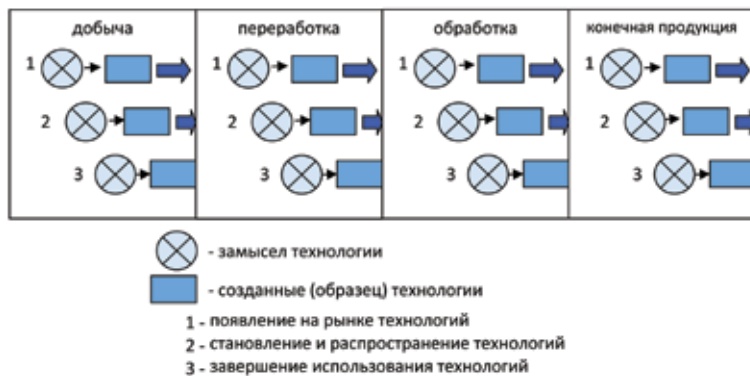 добыча
переработка
обработка
конечная продукция
1
1
1
1
2
2
2
2
3
3
3
3
- замысел технологии
- созданные (образец) технологии
1 - появление на рынке технологий
2 - становление и распространение технологий
3 - завершение использования технологий